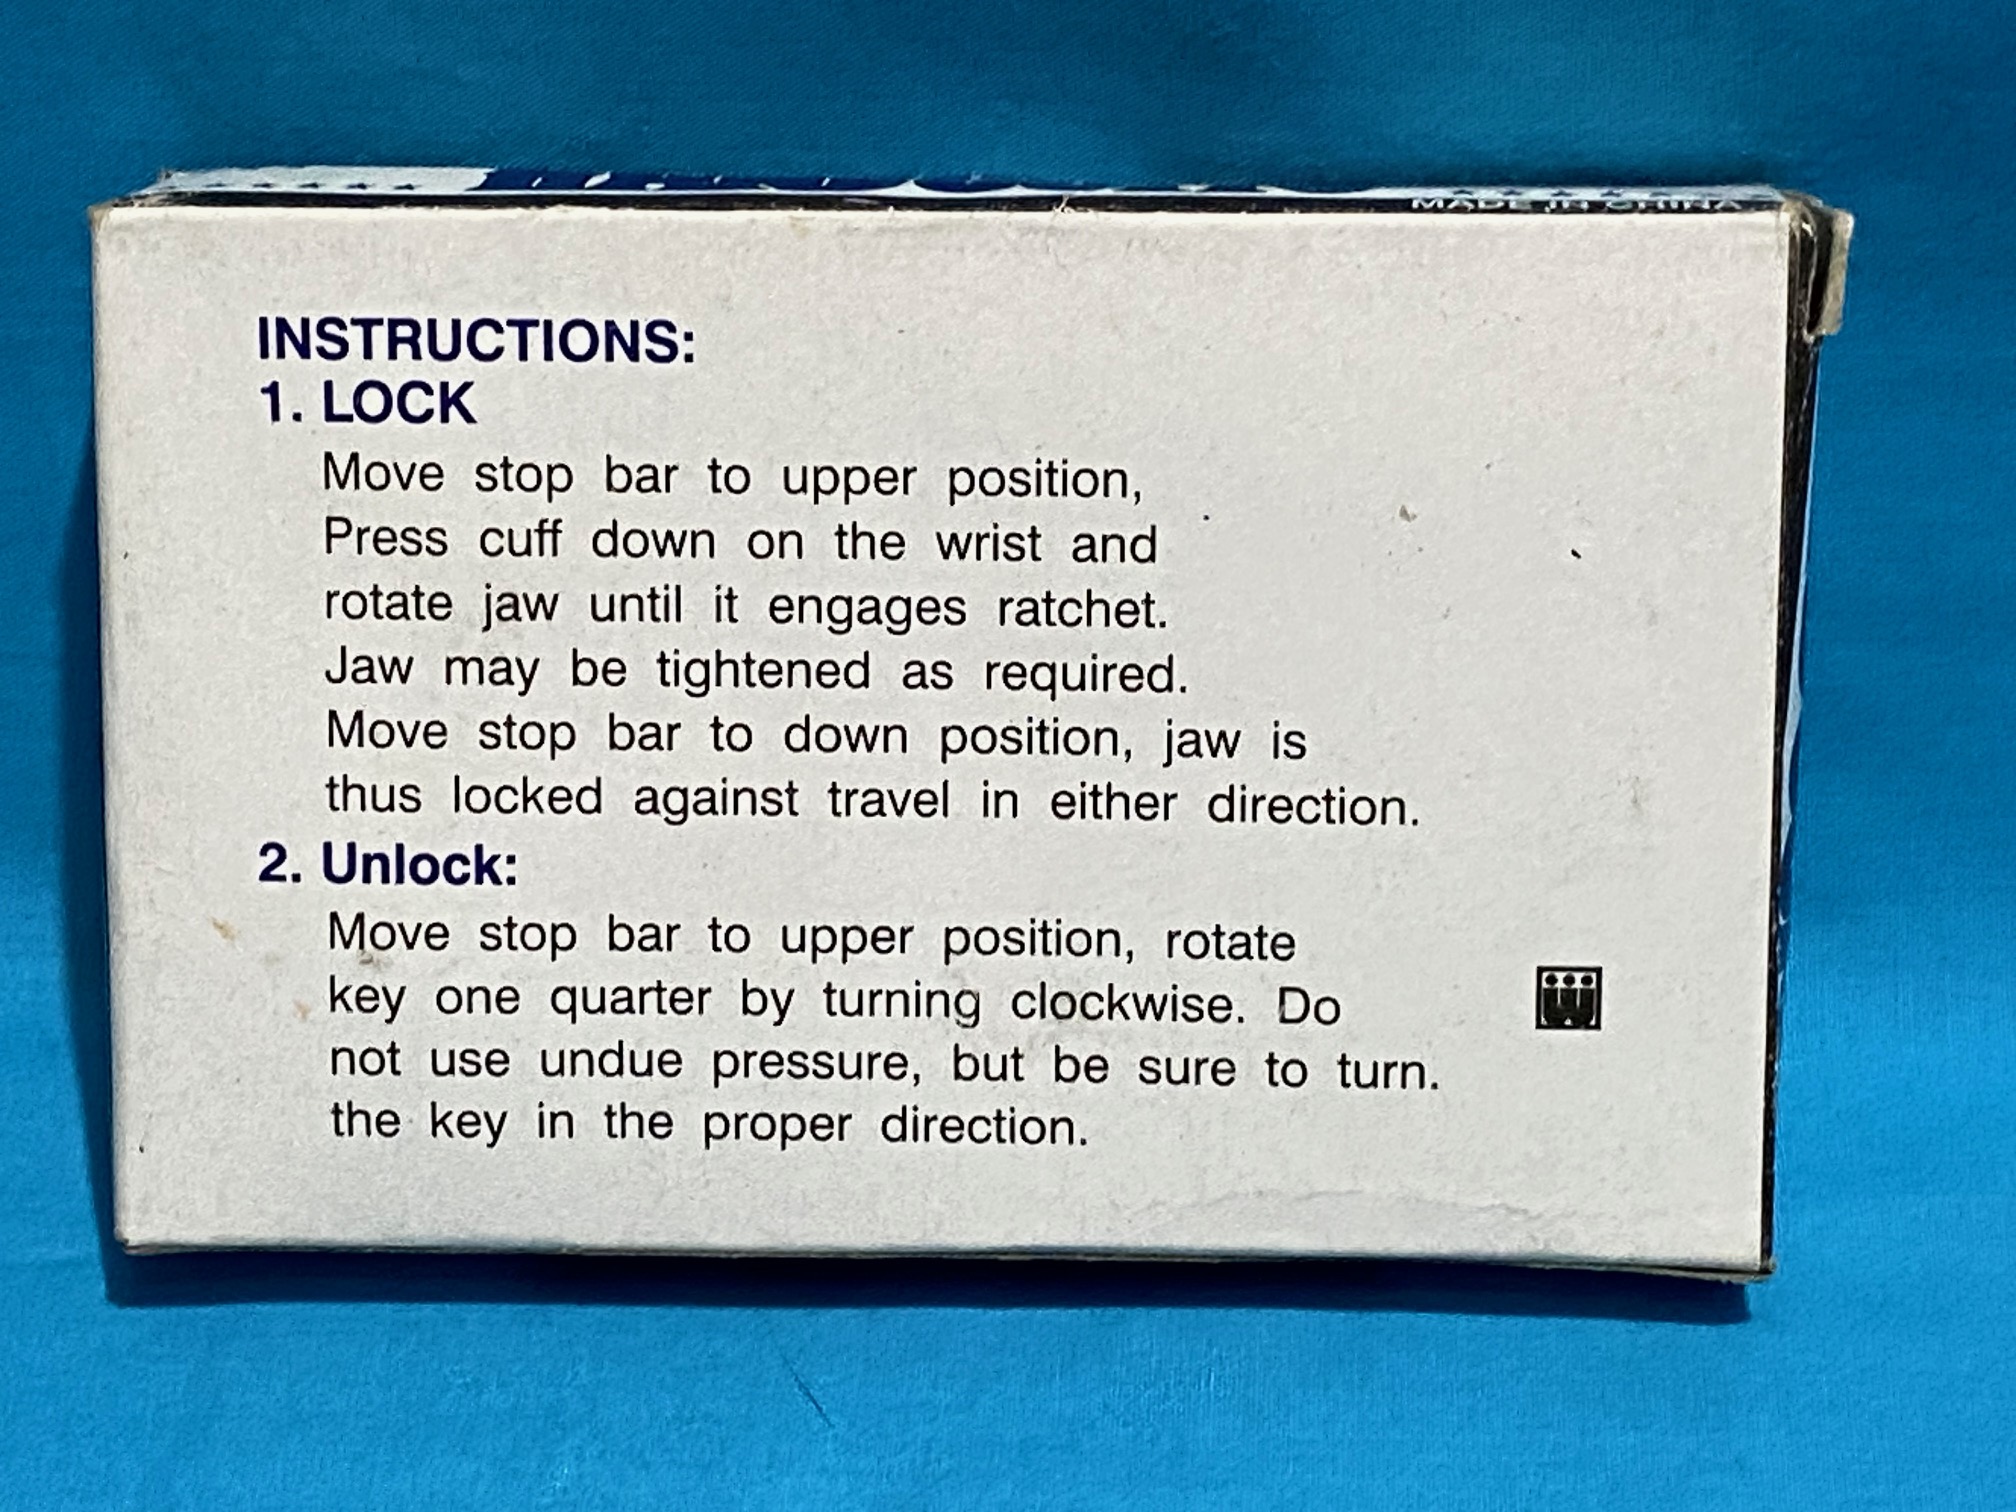 MADE IN CHINA
INSTRUCTIONS:
1. LOCK
Move stop bar to upper position,
Press cuff down on the wrist and
rotate jaw until it engages ratchet.
Jaw may be tightened as required.
Move stop bar to down position, jaw is
thus locked against travel in either direction.
2. Unlock:
Move stop bar to upper position, rotate
key one quarter by turning clockwise. Do
not use undue pressure, but be sure to turn.
the key in the proper direction.